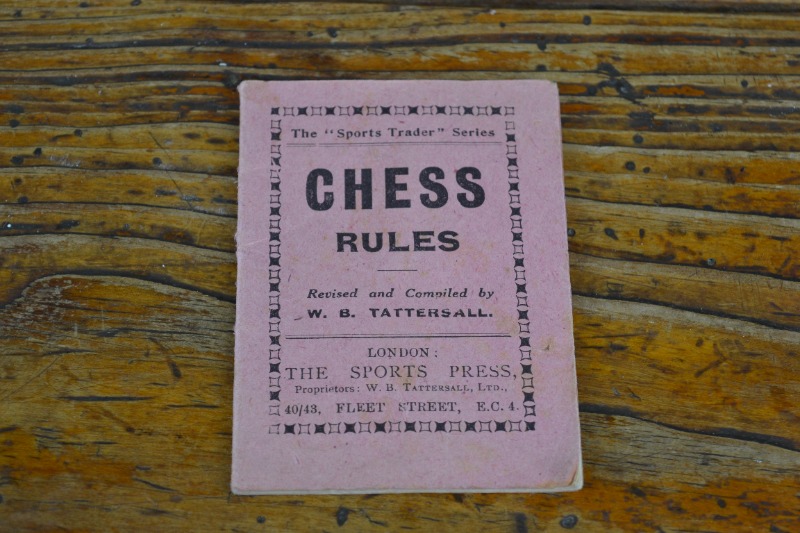 The "Sports Trader" Series
CHESS
RULES
Revised and Compiled by
W. B. TATTERSALL.
LONDON:
THE SPORTS PRESS,
Proprietors: W. B. TATTERSALL, LTD.,
40/43, FLEET STREET, E.C. 4.